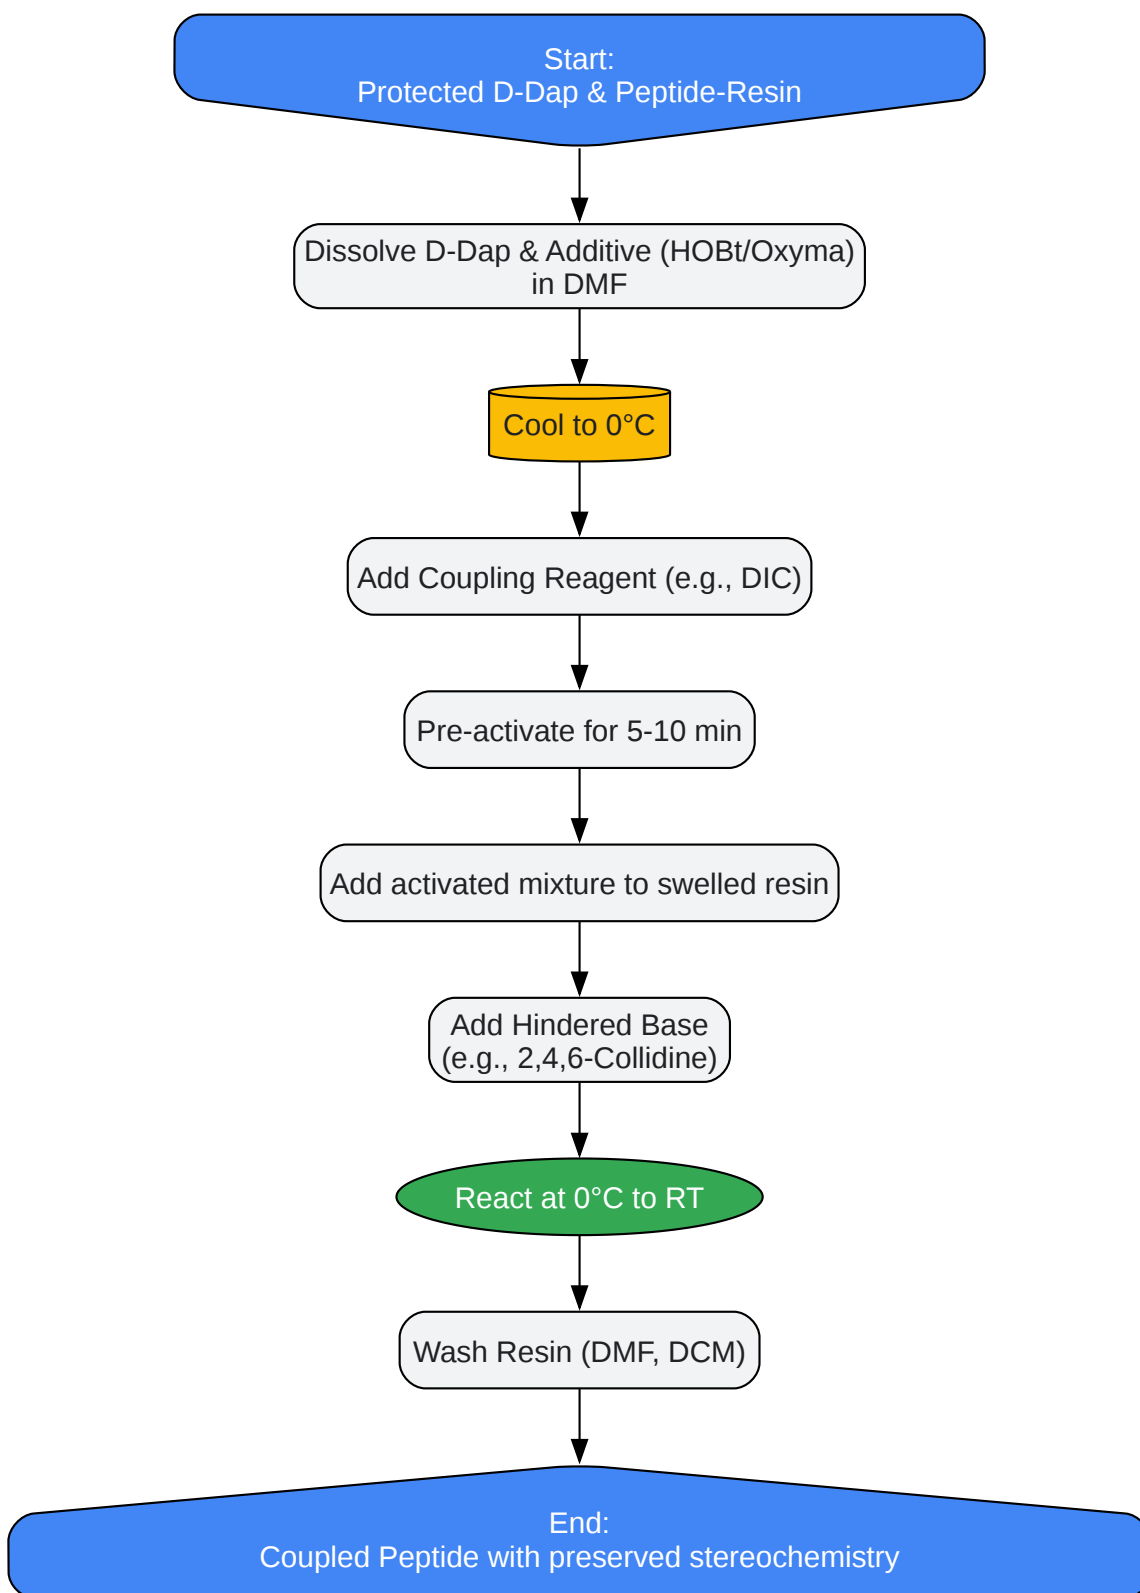 Start:
Protected D-Dap & Peptide-Resin
Dissolve D-Dap & Additive (HOBt/Oxyma)
in DMF
Cool to 0°C
Add Coupling Reagent (e.g., DIC)
Pre-activate for 5-10 min
Add activated mixture to swelled resin
Add Hindered Base
(e.g., 2,4,6-Collidine)
React at 0°C to RT
Wash Resin (DMF, DCM)
End:
Coupled Peptide with preserved stereochemistry